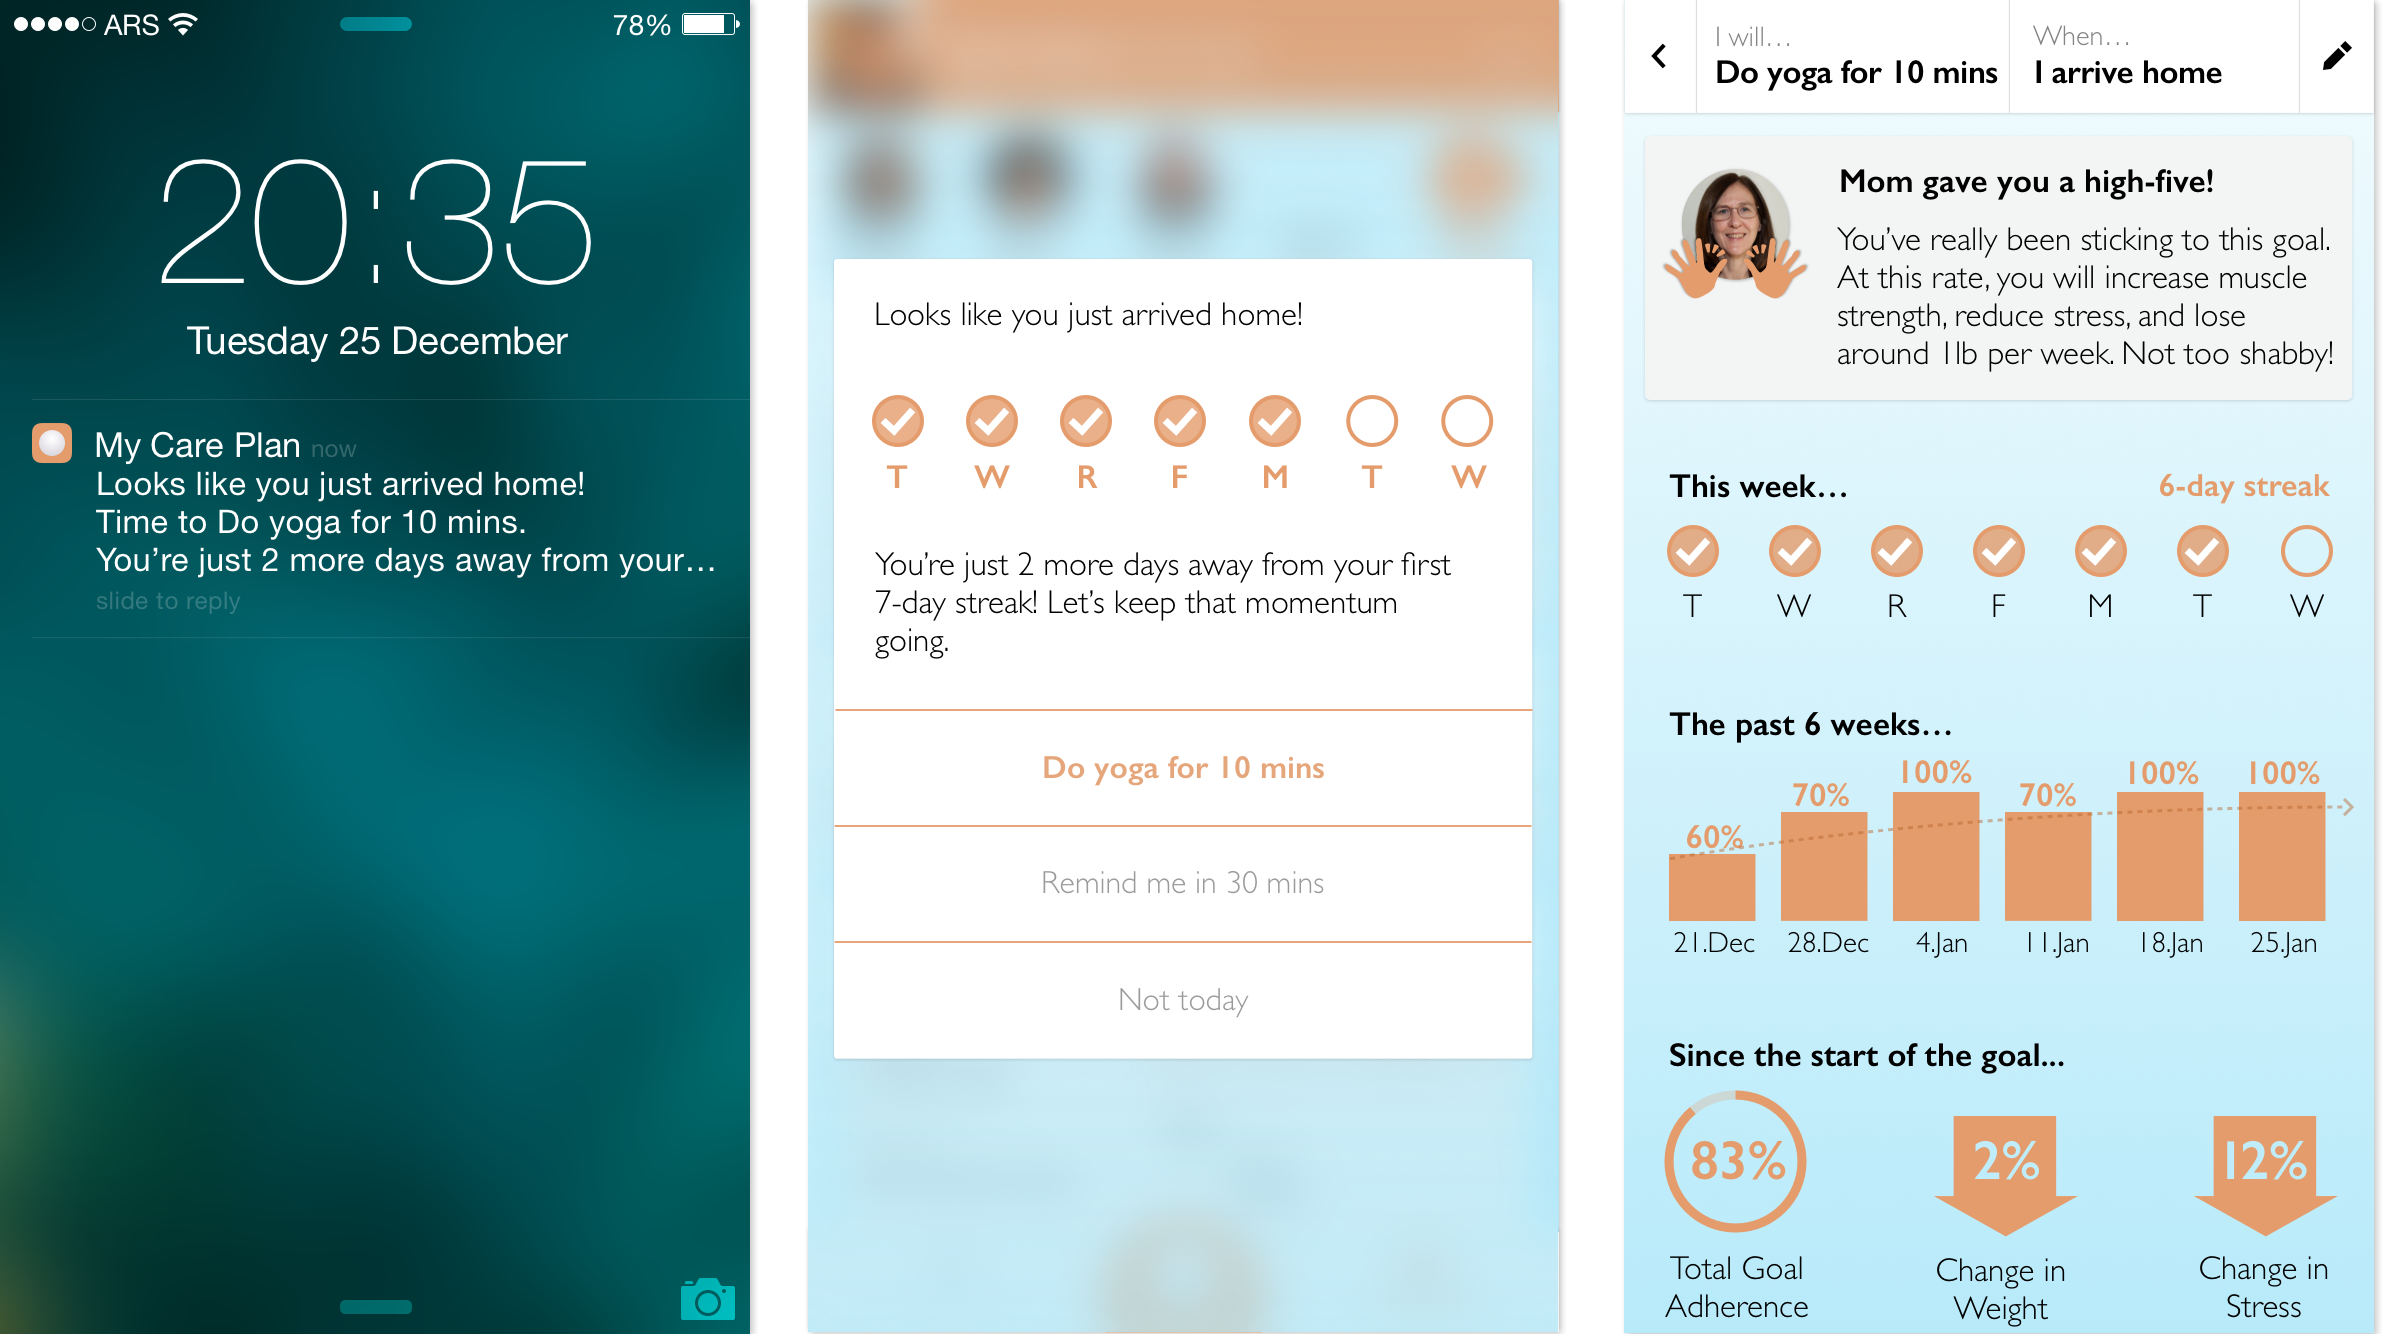 ARS
78%
20:35
Tuesday 25 December
My Care Plan now
Looks like you just arrived home!
Time to Do yoga for 10 mins.
You're just 2 more days away from your...
slide to reply
Looks like you just arrived home!
T W R F M T W
You're just 2 more days away from your first
7-day streak! Let's keep that momentum
going.
Do yoga for 10 mins
Remind me in 30 mins
Not today
I will...
Do yoga for 10 mins
When...
I arrive home
Mom gave you a high-five!
You've really been sticking to this goal.
At this rate, you will increase muscle
strength, reduce stress, and lose
around 1lb per week. Not too shabby!
This week... 6-day streak
T W R F M T W
The past 6 weeks...
60% 70% 100% 70% 100% 100%
21.Dec 28.Dec 4.Jan 11.Jan 18.Jan 25.Jan
Since the start of the goal...
83% 2% 12%
Total Goal
Adherence
Change in
Weight
Change in
Stress